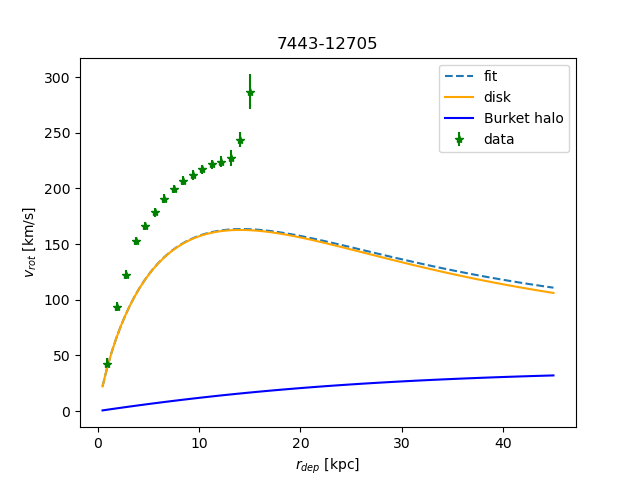 7443-12705
300
250
200
150
100
50
0
v_rot [km/s]
fit
disk
Burket halo
data
0 10 20 30 40
r_dep [kpc]